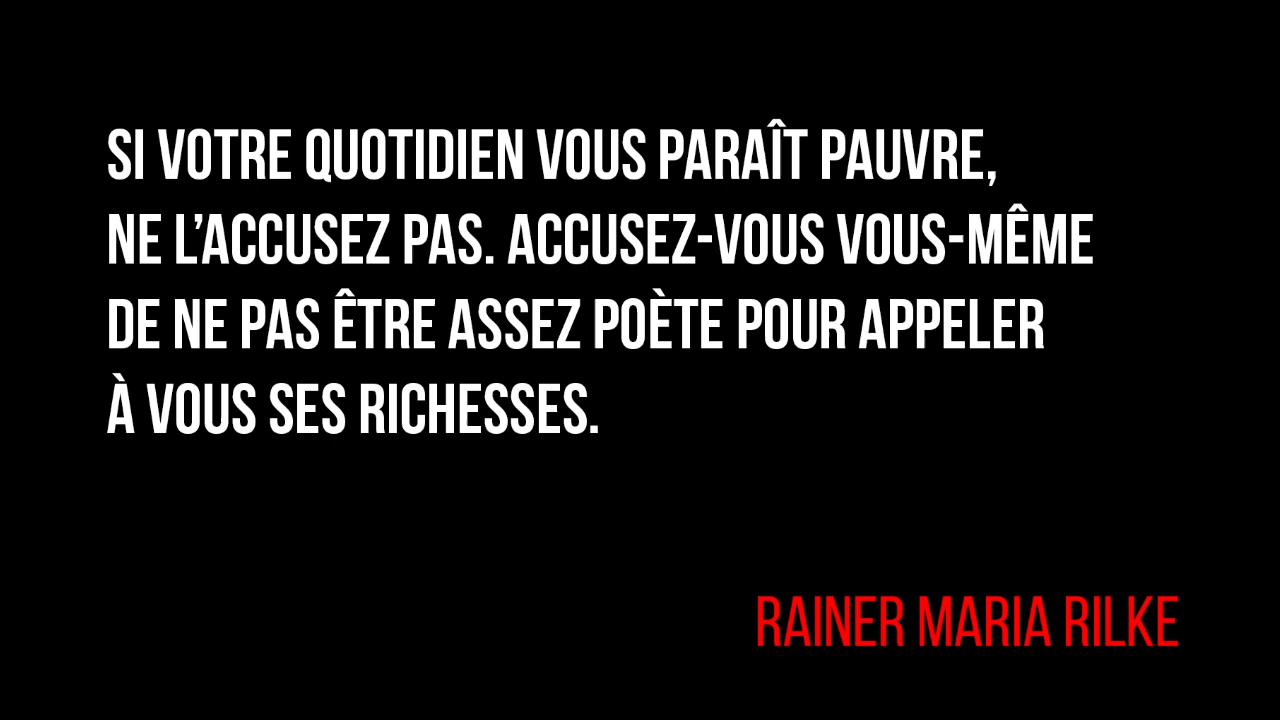 SI VOTRE QUOTIDIEN VOUS PARAÎT PAUVRE,
NE L’ACCUSEZ PAS. ACCUSEZ-VOUS VOUS-MÊME
DE NE PAS ÊTRE ASSEZ POÈTE POUR APPELER
À VOUS SES RICHESSES.
RAINER MARIA RILKE